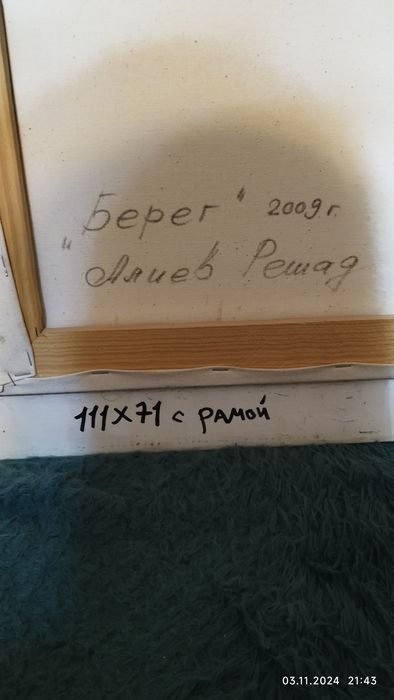 "Берег" 2009г.
Алиев Решад
111X71 с рамой
03.11.2024 21:43